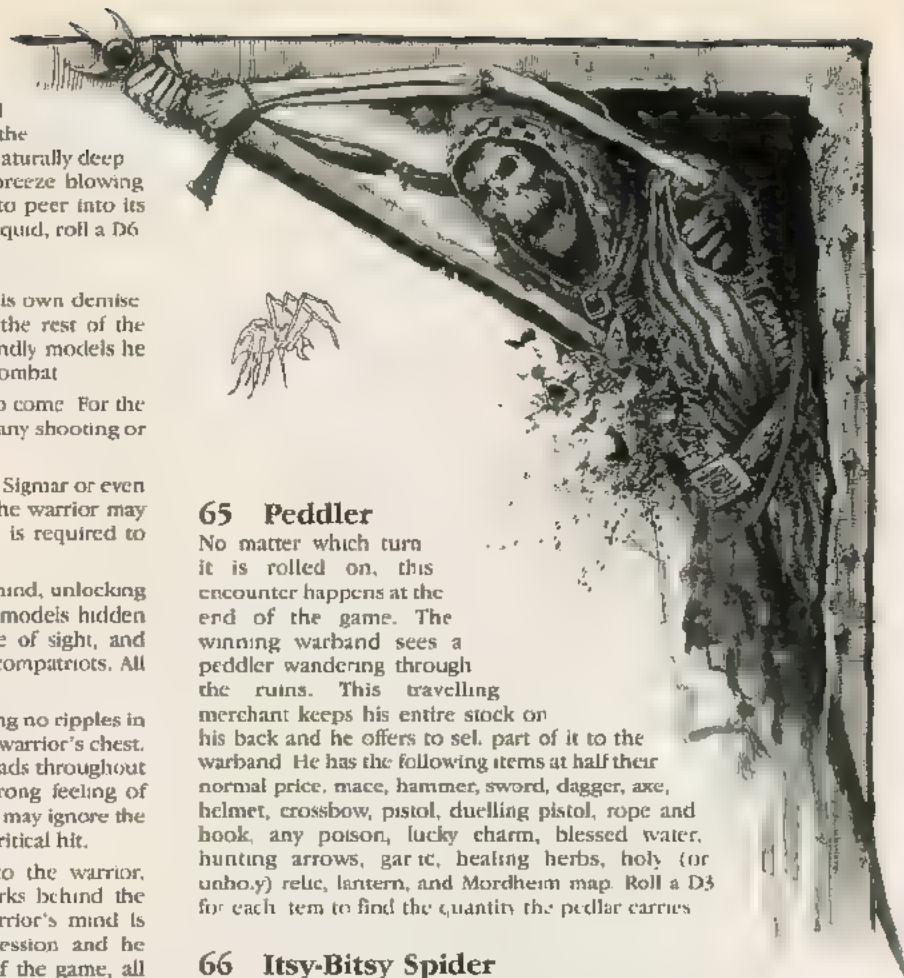 the
aturally deep
breeze blowing
to peer into its
quid, roll a D6
is own demise
the rest of the
ndly models he
ombat
o come For the
any shooting or
Sigmar or even
he warrior may
is required to
mind, unlocking
models hidden
e of sight, and
compatriots. All
ng no ripples in
warrior's chest.
ads throughout
rong feeling of
may ignore the
ritical hit.
to the warrior,
rks behind the
rrior's mind is
ession and he
f the game, all
65 Peddler
No matter which turn
it is rolled on, this
encounter happens at the
end of the game. The
winning warband sees a
peddler wandering through
the ruins. This travelling
merchant keeps his entire stock on
his back and he offers to sel. part of it to the
warband He has the following items at half their
normal price, mace, hammer, sword, dagger, axe,
helmet, crossbow, pistol, duelling pistol, rope and
hook, any poison, lucky charm, blessed water,
hunting arrows, garlic, healing herbs, holy (or
unholy) relic, lantern, and Mordheim map Roll a D3
for each item to find the quantity the pedlar carries
66 Itsy-Bitsy Spider